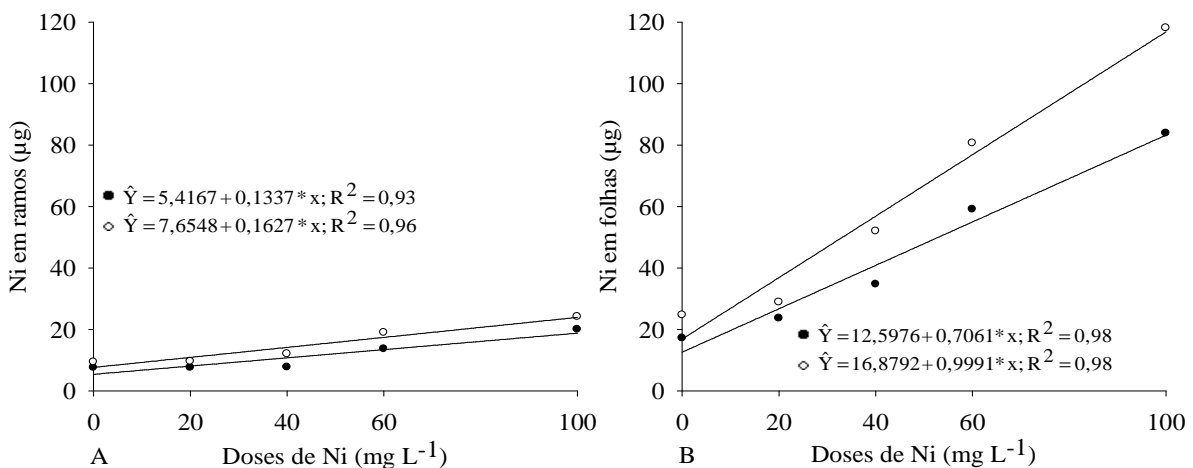 120
100
80
60
40
20
0
Ni em ramos (µg)
● Ŷ = 5,4167 + 0,1337 * x; R² = 0,93
○ Ŷ = 7,6548 + 0,1627 * x; R² = 0,96
0 20 40 60 100
A Doses de Ni (mg L⁻¹)
120
100
80
60
40
20
0
Ni em folhas (µg)
● Ŷ = 12,5976 + 0,7061 * x; R² = 0,98
○ Ŷ = 16,8792 + 0,9991 * x; R² = 0,98
0 20 40 60 100
B Doses de Ni (mg L⁻¹)